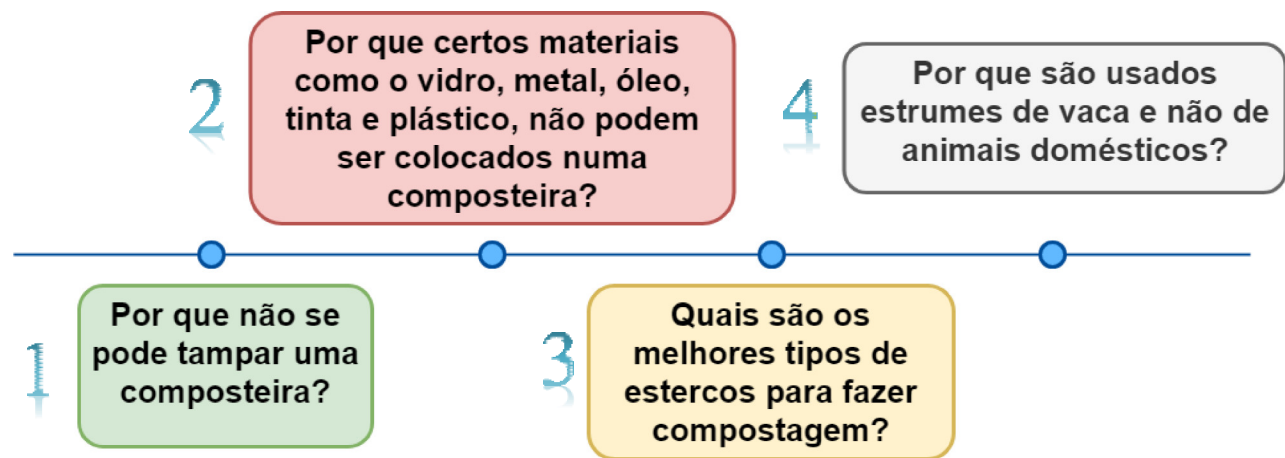 1
Por que não se
pode tampar uma
composteira?
2
Por que certos materiais
como o vidro, metal, óleo,
tinta e plástico, não podem
ser colocados numa
composteira?
3
Quais são os
melhores tipos de
estercos para fazer
compostagem?
4
Por que são usados
estrumes de vaca e não de
animais domésticos?